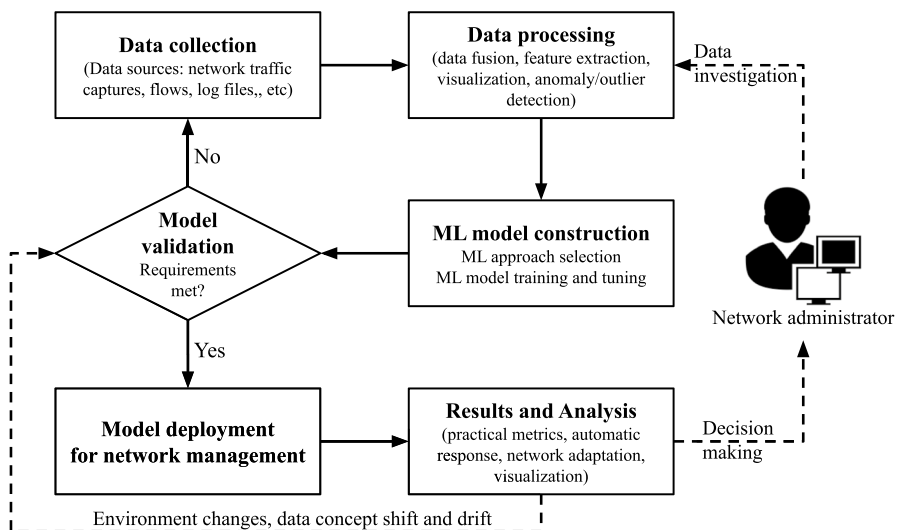 Data collection
(Data sources: network traffic
captures, flows, log files,, etc)
Data processing
(data fusion, feature extraction,
visualization, anomaly/outlier
detection)
Data
investigation
No
Model
validation
Requirements
met?
ML model construction
ML approach selection
ML model training and tuning
Network administrator
Yes
Model deployment
for network management
Results and Analysis
(practical metrics, automatic
response, network adaptation,
visualization)
Decision
making
Environment changes, data concept shift and drift